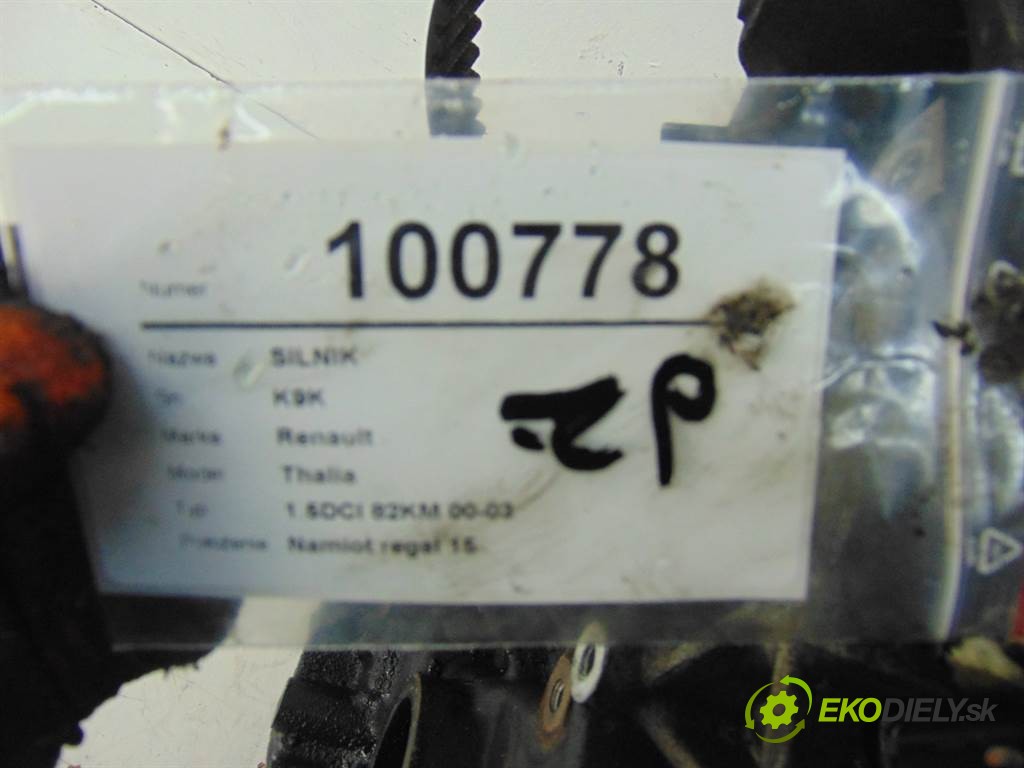 Numer 100778
Nazwa SILNIK
K9K
Marka Renault
Model Thalia
Typ 1.5DCI 82KM 00-03
Położenie Namiot regal 15
EKODIELY.sk